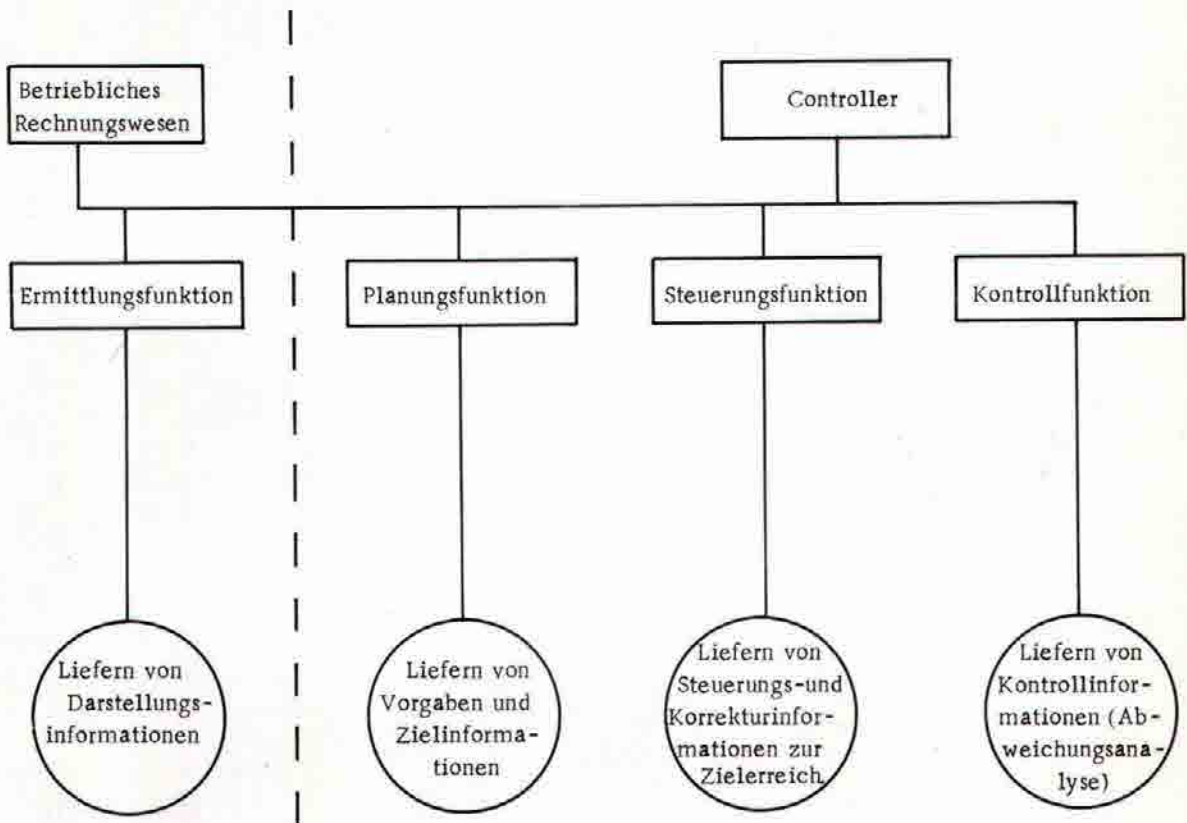 Betriebliches
Rechnungswesen
Controller
Ermittlungsfunktion
Planungsfunktion
Steuerungsfunktion
Kontrollfunktion
Liefern von
Darstellungs-
informationen
Liefern von
Vorgaben und
Zielinforma-
tionen
Liefern von
Steuerungs-und
Korrekturinfor-
mationen zur
Zielerreich.
Liefern von
Kontrollinfor-
mationen (Ab-
weichungsana-
lyse)